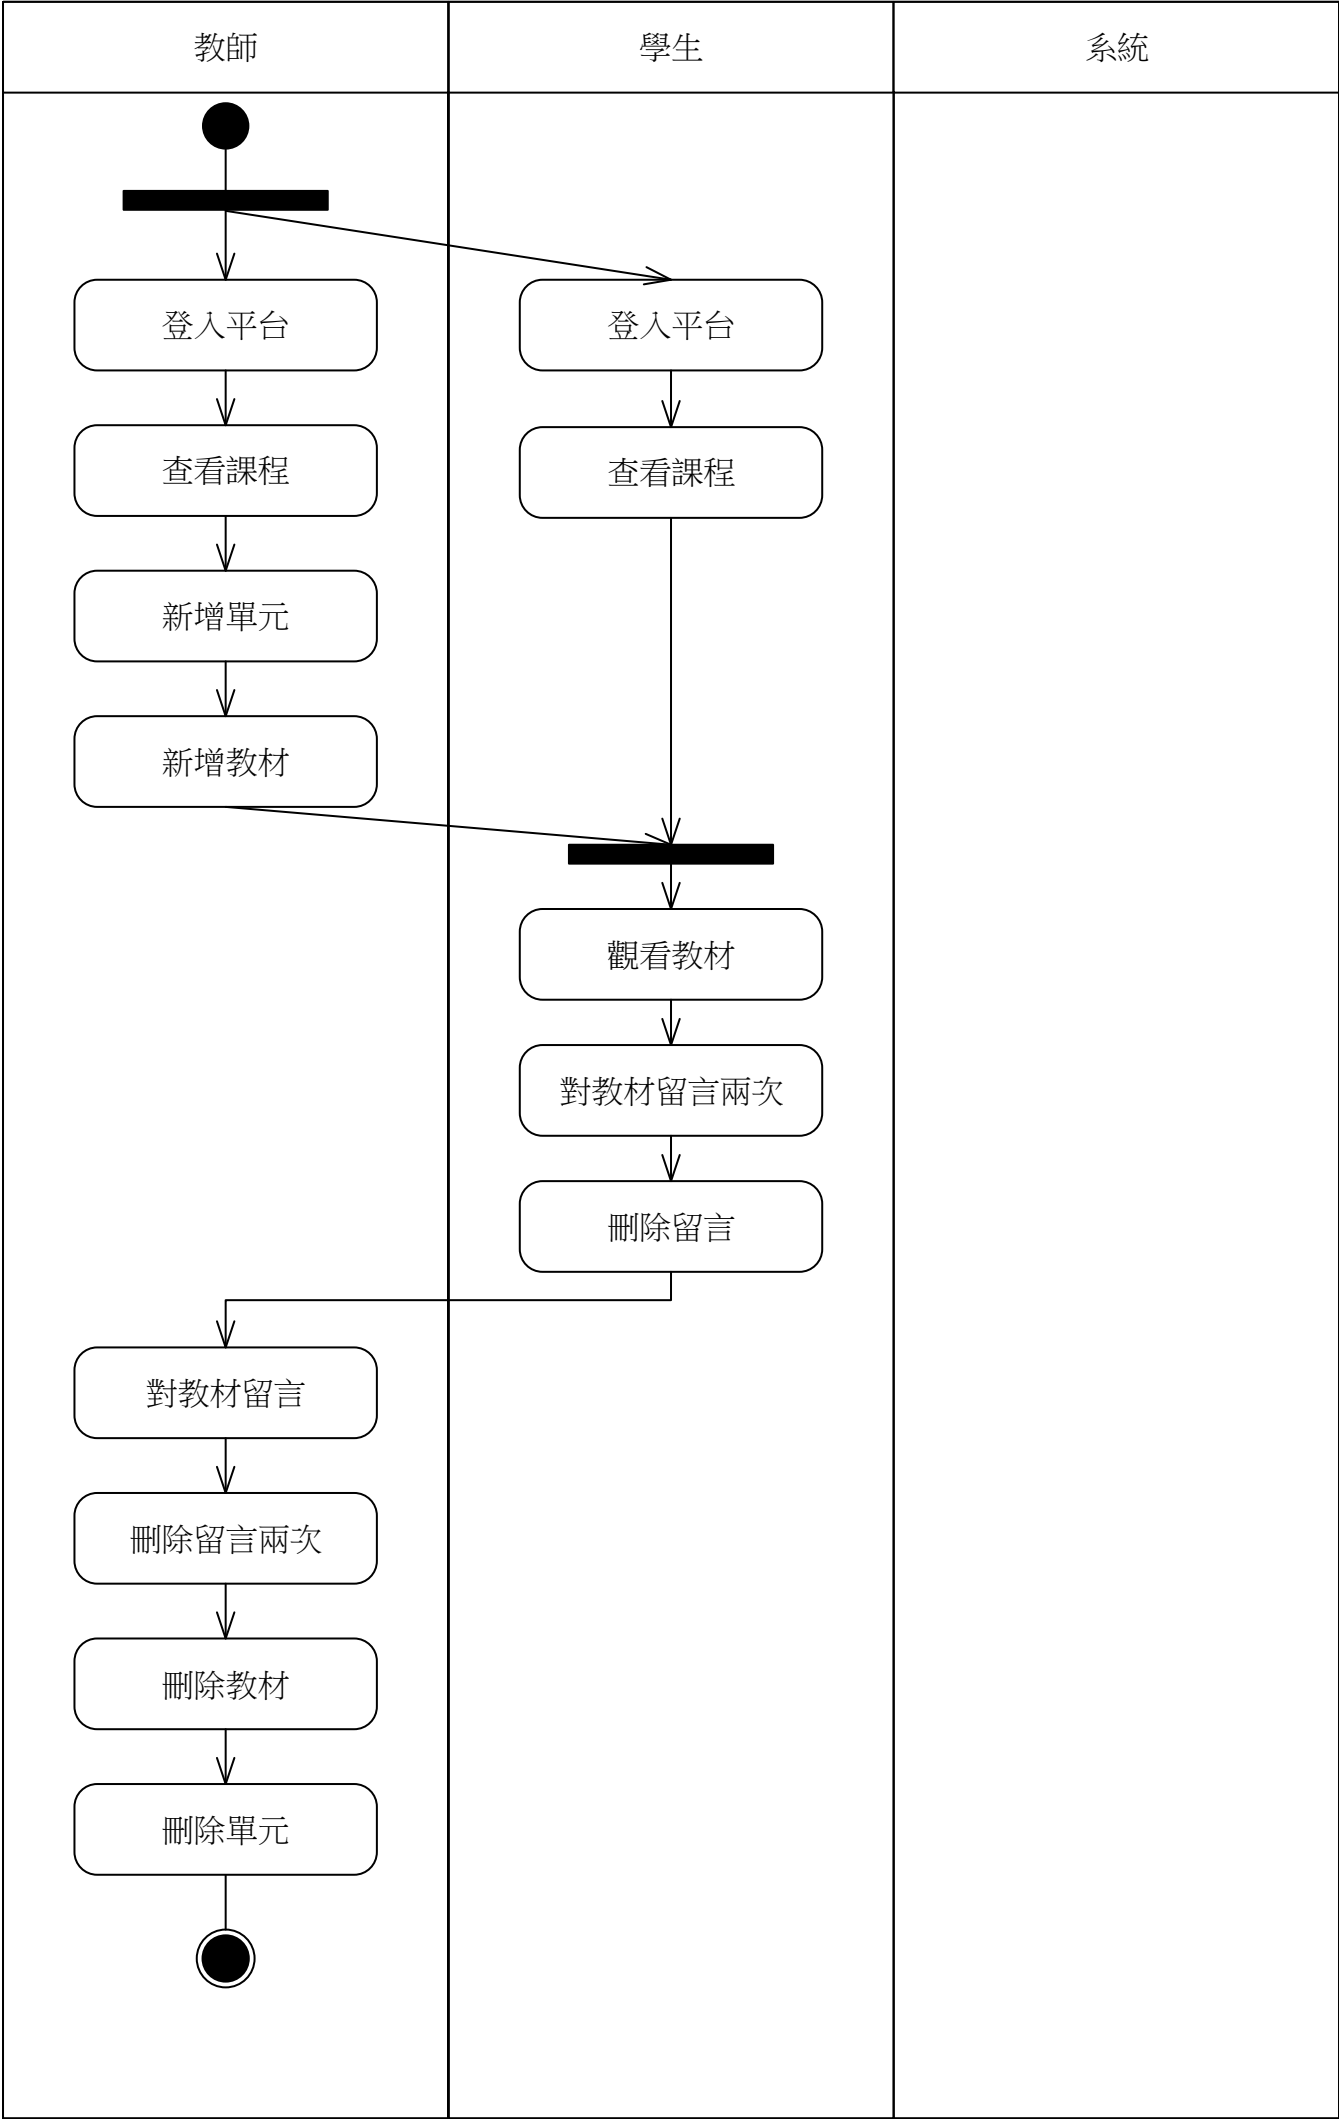 教師
學生
系統
登入平台
登入平台
查看課程
查看課程
新增單元
新增教材
觀看教材
對教材留言兩次
刪除留言
對教材留言
刪除留言兩次
刪除教材
刪除單元